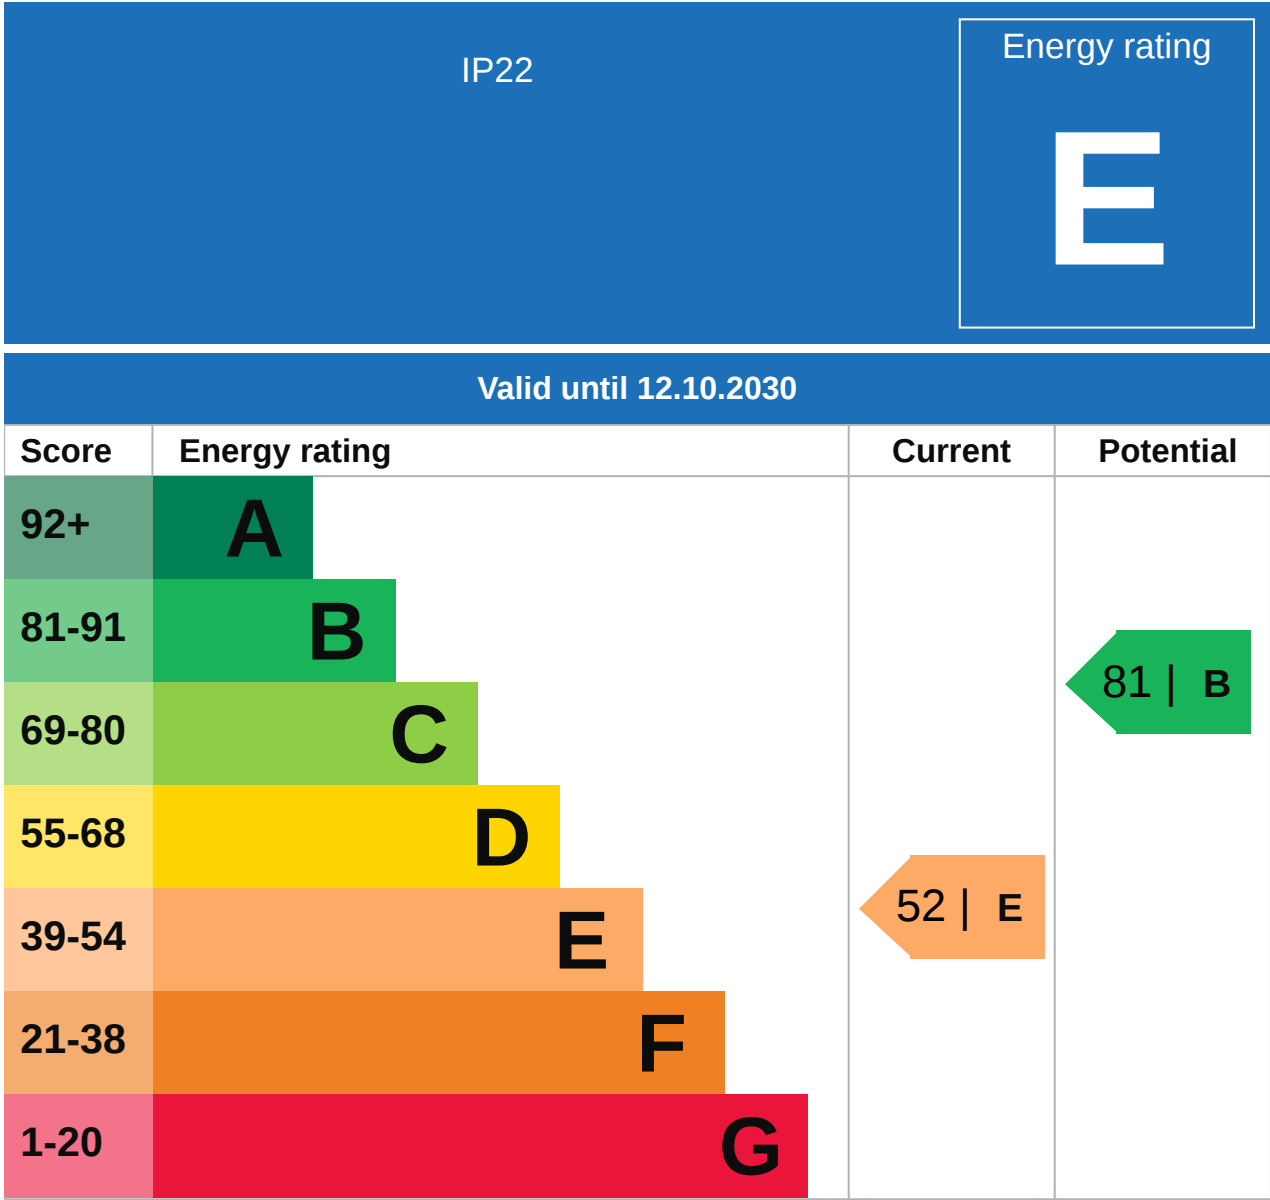 IP22
Energy rating
E
Valid until 12.10.2030
Score Energy rating Current Potential
92+ A
81-91 B
81 | B
69-80 C
55-68 D
39-54 E
52 | E
21-38 F
1-20 G